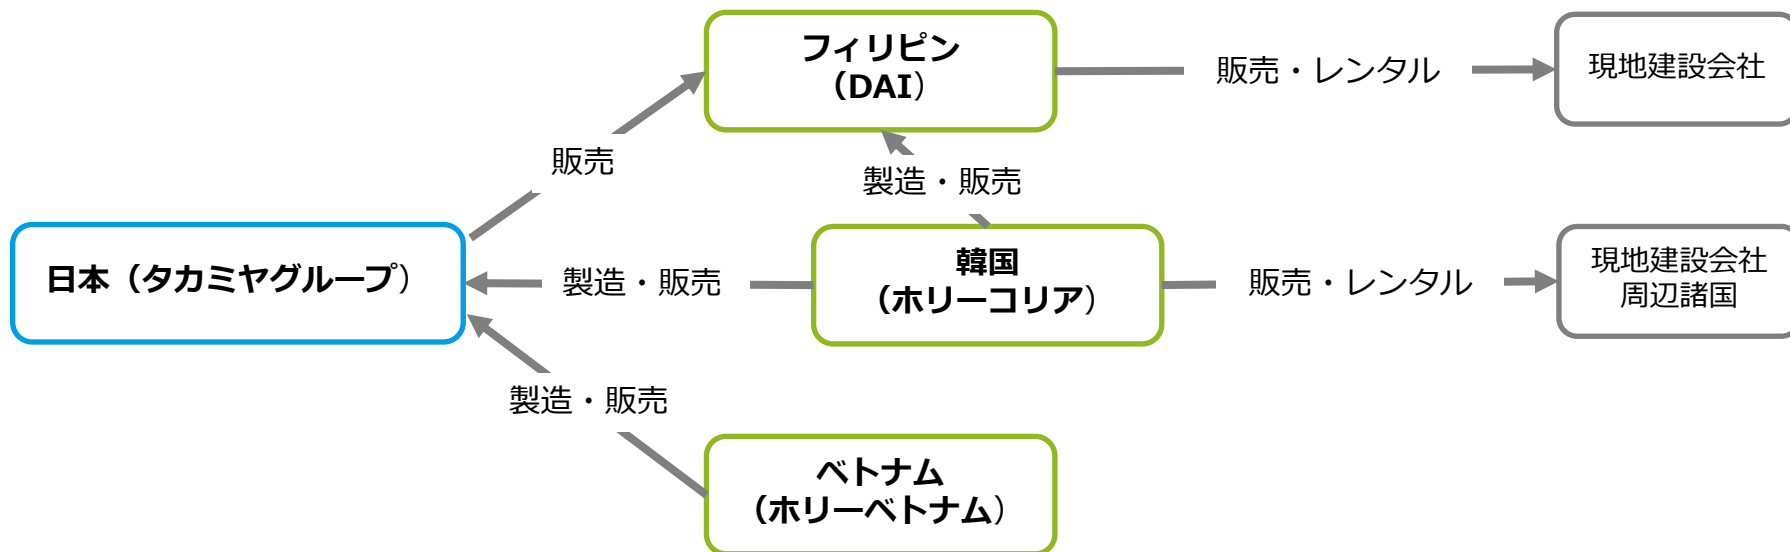 フィリピン
（DAI）
販売・レンタル
現地建設会社
販売
製造・販売
日本（タカミヤグループ）
製造・販売
韓国
（ホリーコリア）
販売・レンタル
現地建設会社
周辺諸国
製造・販売
ベトナム
（ホリーベトナム）